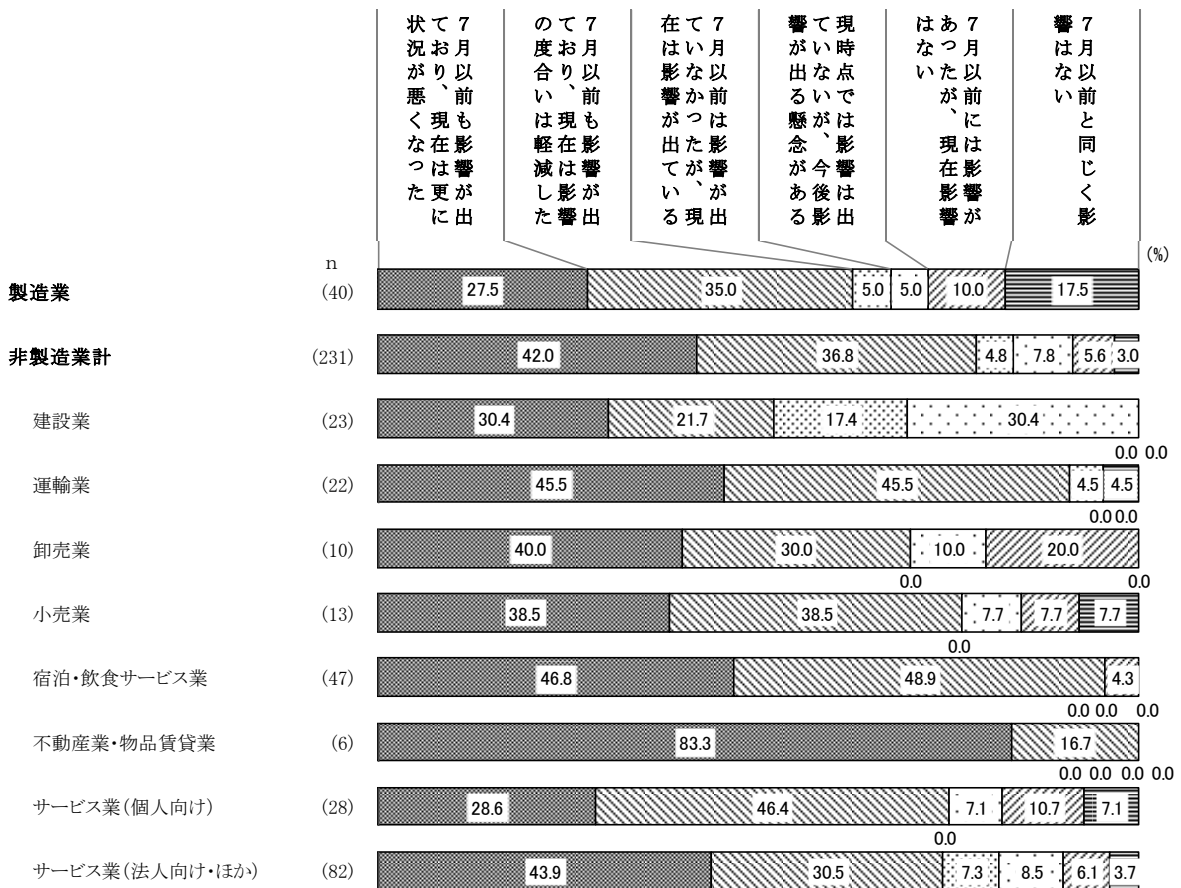 ７月以前も影響が出
ており、現在は更に
状況が悪くなった
７月以前も影響が出
ており、現在は影響
の度合いは軽減した
７月以前は影響が出
ていなかったが、現
在は影響が出ている
現時点では影響は出
ていないが、今後影
響が出る懸念がある
７月以前には影響が
あったが、現在影響
はない
７月以前と同じく影
響はない
(%)
n
製造業 (40) 27.5 35.0 5.0 5.0 10.0 17.5
非製造業計 (231) 42.0 36.8 4.8 7.8 5.6 3.0
建設業 (23) 30.4 21.7 17.4 30.4
0.0 0.0
運輸業 (22) 45.5 45.5 4.5 4.5
0.0 0.0
卸売業 (10) 40.0 30.0 10.0 20.0
0.0 0.0
小売業 (13) 38.5 38.5 7.7 7.7 7.7
0.0
宿泊・飲食サービス業 (47) 46.8 48.9 4.3
0.0 0.0 0.0
不動産業・物品賃貸業 (6) 83.3 16.7
0.0 0.0 0.0 0.0
サービス業（個人向け） (28) 28.6 46.4 7.1 10.7 7.1
0.0
サービス業（法人向け・ほか） (82) 43.9 30.5 7.3 8.5 6.1 3.7